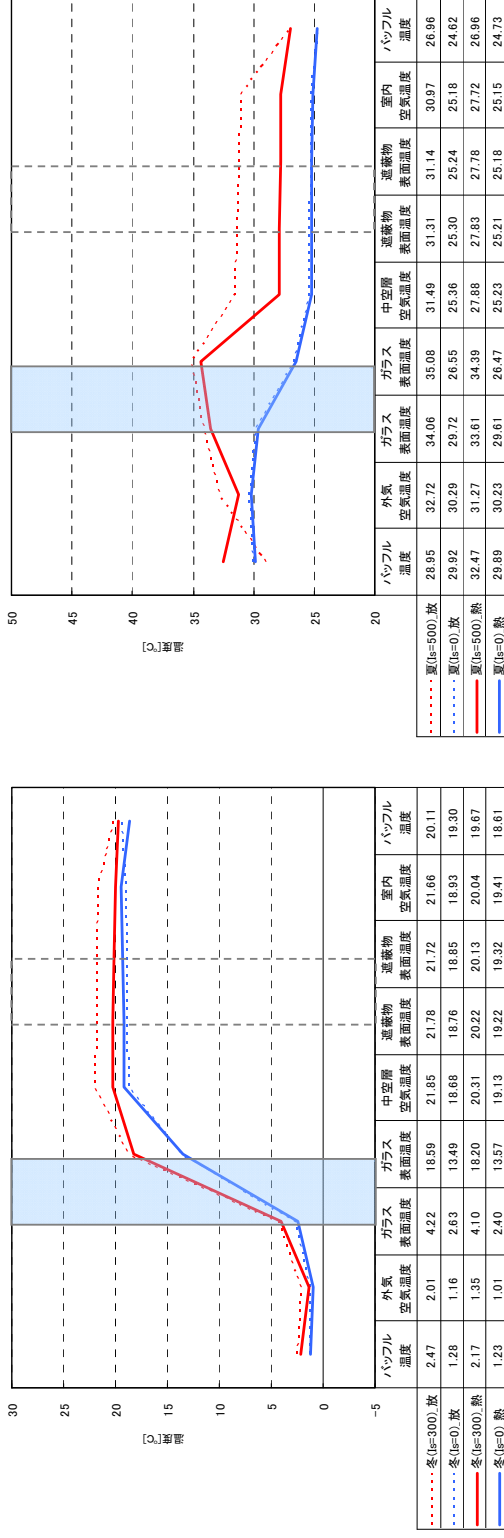 50
45
40
35
30
25
20
温度[℃]
バッフル 温度
外気 空気温度
ガラス 表面温度
ガラス 表面温度
中空層 空気温度
遮蔽物 表面温度
遮蔽物 表面温度
室内 空気温度
バッフル 温度
夏(Is=500)_放 28.95 32.72 34.06 35.08 31.49 31.31 31.14 30.97 26.96
夏(Is=0)_放 29.92 30.29 29.72 26.55 25.36 25.30 25.24 25.18 24.62
夏(Is=500)_熱 32.47 31.27 33.61 34.39 27.88 27.83 27.78 27.72 26.96
夏(Is=0)_熱 29.89 30.23 29.61 26.47 25.23 25.21 25.18 25.15 24.73
30
25
20
15
10
5
0
-5
温度[℃]
バッフル 温度
外気 空気温度
ガラス 表面温度
ガラス 表面温度
中空層 空気温度
遮蔽物 表面温度
遮蔽物 表面温度
室内 空気温度
バッフル 温度
冬(Is=300)_放 2.47 2.01 4.22 18.59 21.85 21.78 21.72 21.66 20.11
冬(Is=0)_放 1.28 1.16 2.63 13.49 18.68 18.76 18.85 18.93 19.30
冬(Is=300)_熱 2.17 1.35 4.10 18.20 20.31 20.22 20.13 20.04 19.67
冬(Is=0)_熱 1.23 1.01 2.40 13.57 19.13 19.22 19.32 19.41 18.61